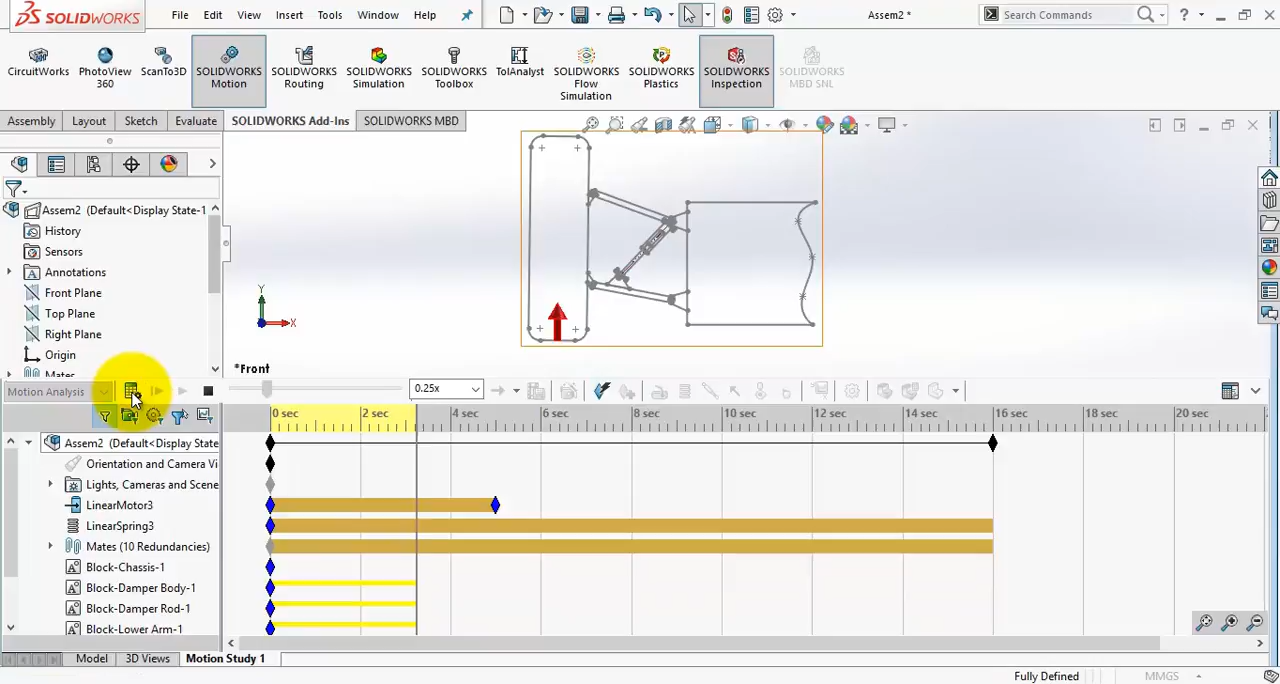 SOLIDWORKS File Edit View Insert Tools Window Help Assem2 * Search Commands ?
CircuitWorks PhotoView 360 ScanTo3D SOLIDWORKS Motion SOLIDWORKS Routing SOLIDWORKS Simulation SOLIDWORKS Toolbox TolAnalyst SOLIDWORKS Flow Simulation SOLIDWORKS Plastics SOLIDWORKS Inspection SOLIDWORKS MBD SNL
Assembly Layout Sketch Evaluate SOLIDWORKS Add-Ins SOLIDWORKS MBD
Assem2 (Default<Display State-1
History
Sensors
Annotations
Front Plane
Top Plane
Right Plane
Origin
Mates
Y
X
*Front
Motion Analysis 0.25x
0 sec 2 sec 4 sec 6 sec 8 sec 10 sec 12 sec 14 sec 16 sec 18 sec 20 sec
Assem2 (Default<Display State
Orientation and Camera Vi
Lights, Cameras and Scene
LinearMotor3
LinearSpring3
Mates (10 Redundancies)
Block-Chassis-1
Block-Damper Body-1
Block-Damper Rod-1
Block-Lower Arm-1
Model 3D Views Motion Study 1
Fully Defined MMGS